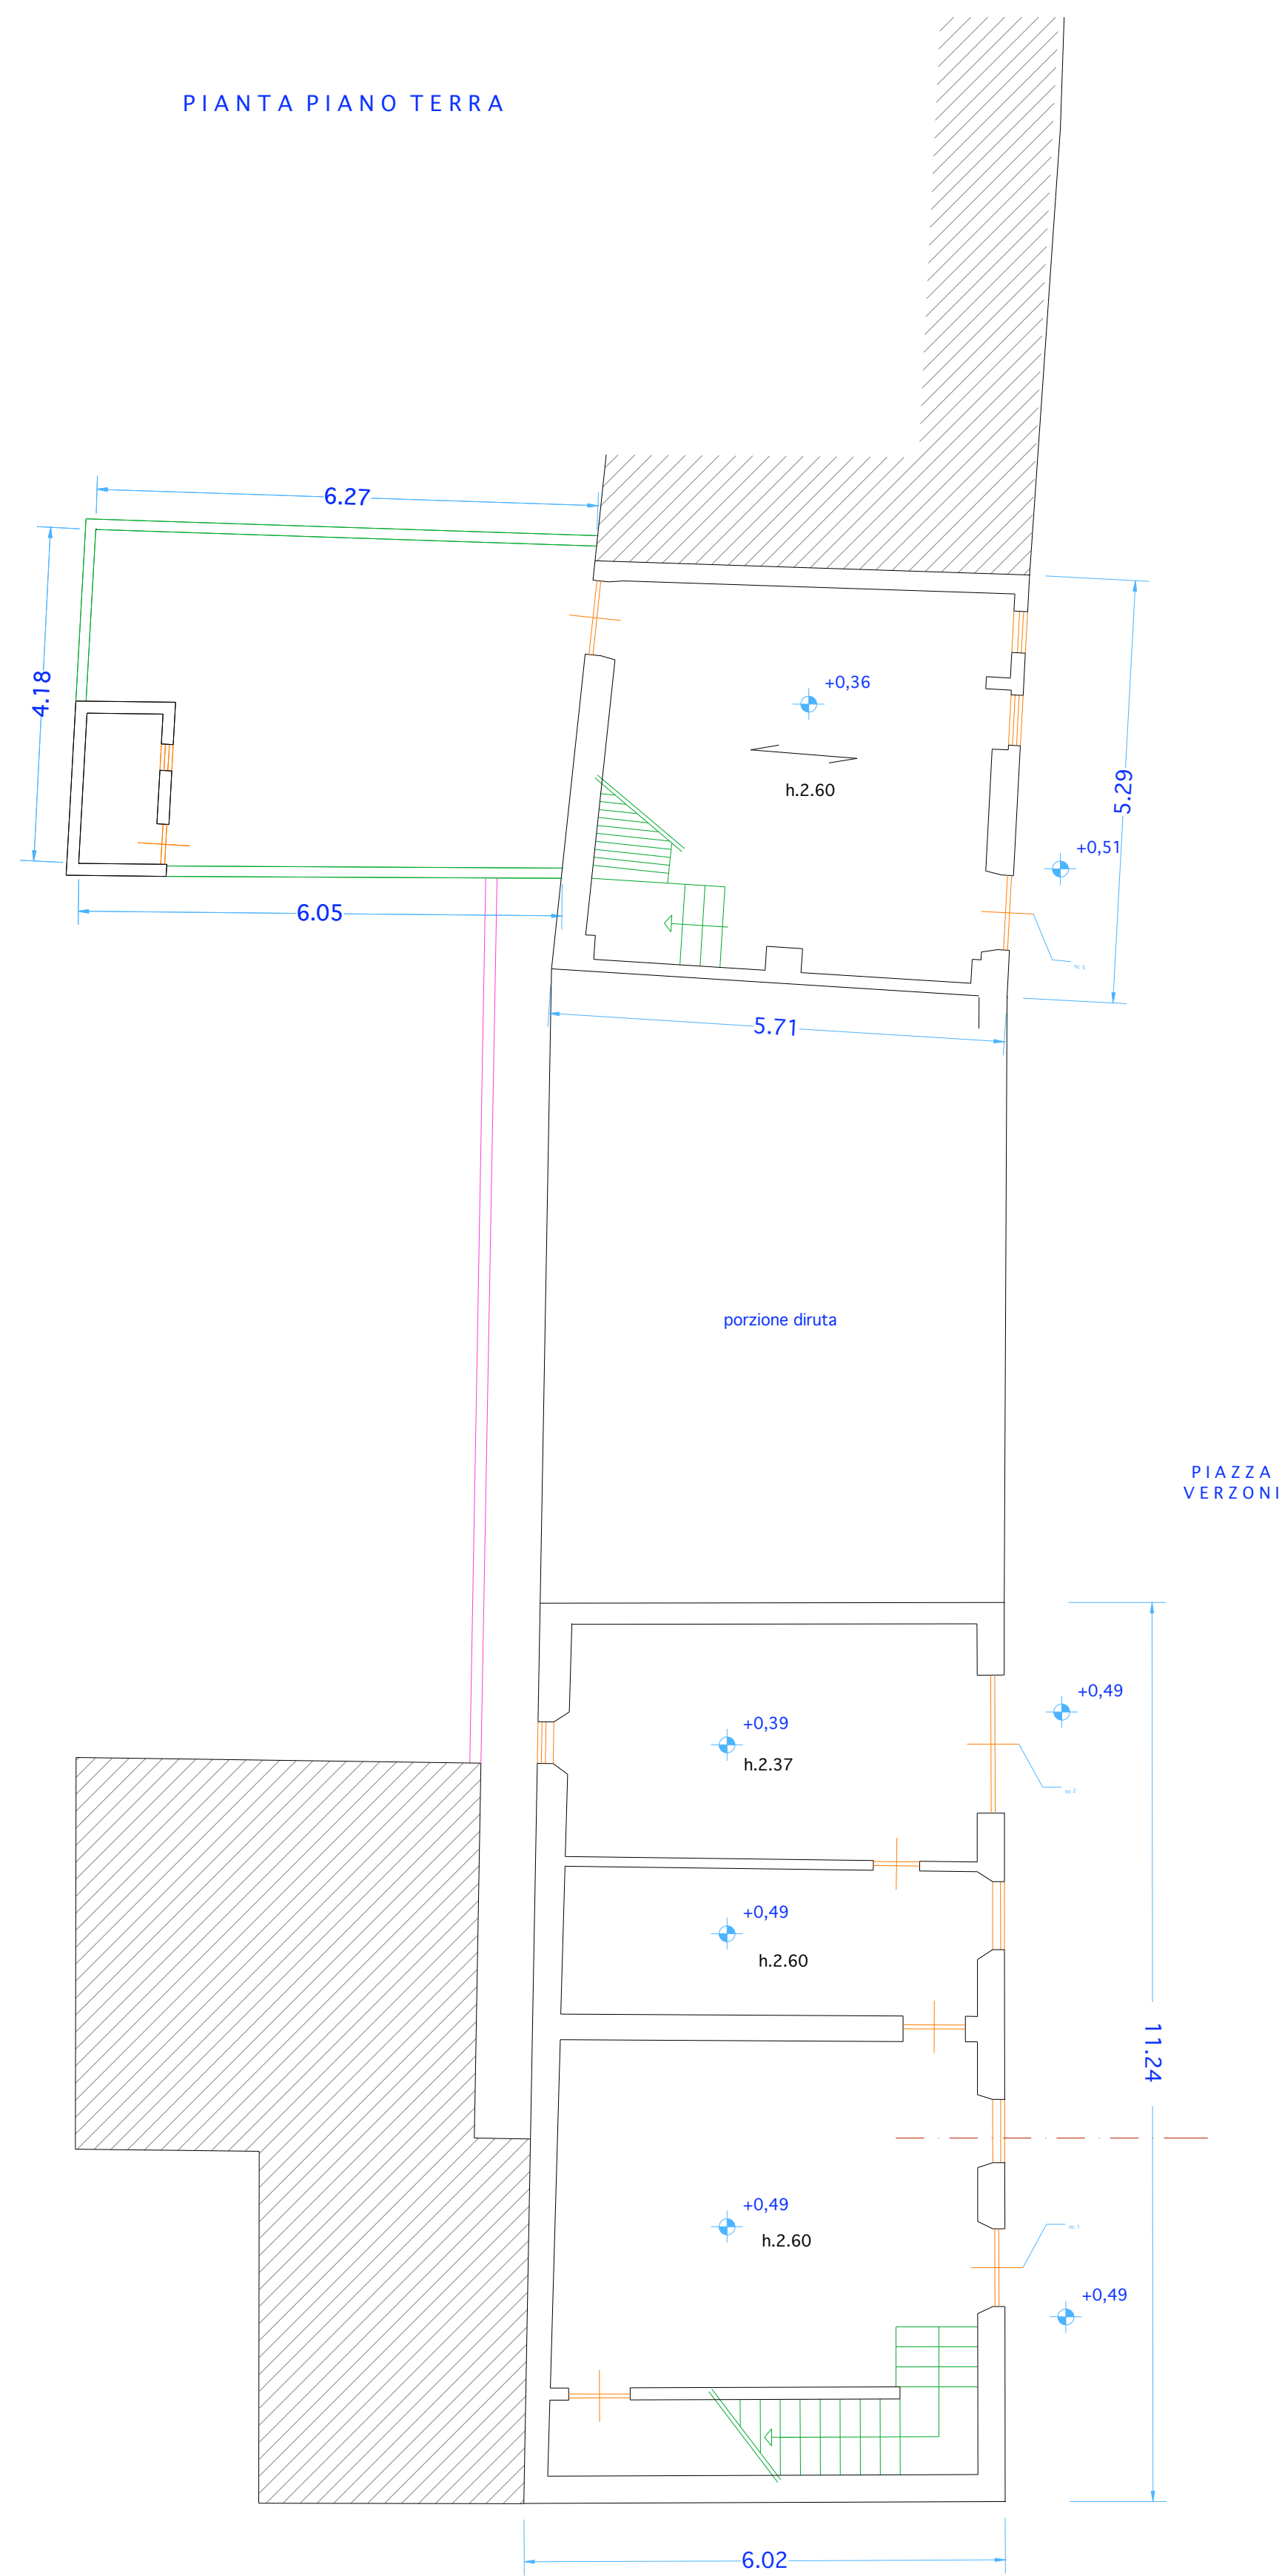 PIANTA PIANO TERRA
6.27
4.18
+0,36
h.2.60
5.29
+0,51
6.05
5.71
porzione diruta
PIAZZA
VERZONI
+0,49
+0,39
h.2.37
+0,49
h.2.60
11.24
+0,49
h.2.60
+0,49
6.02